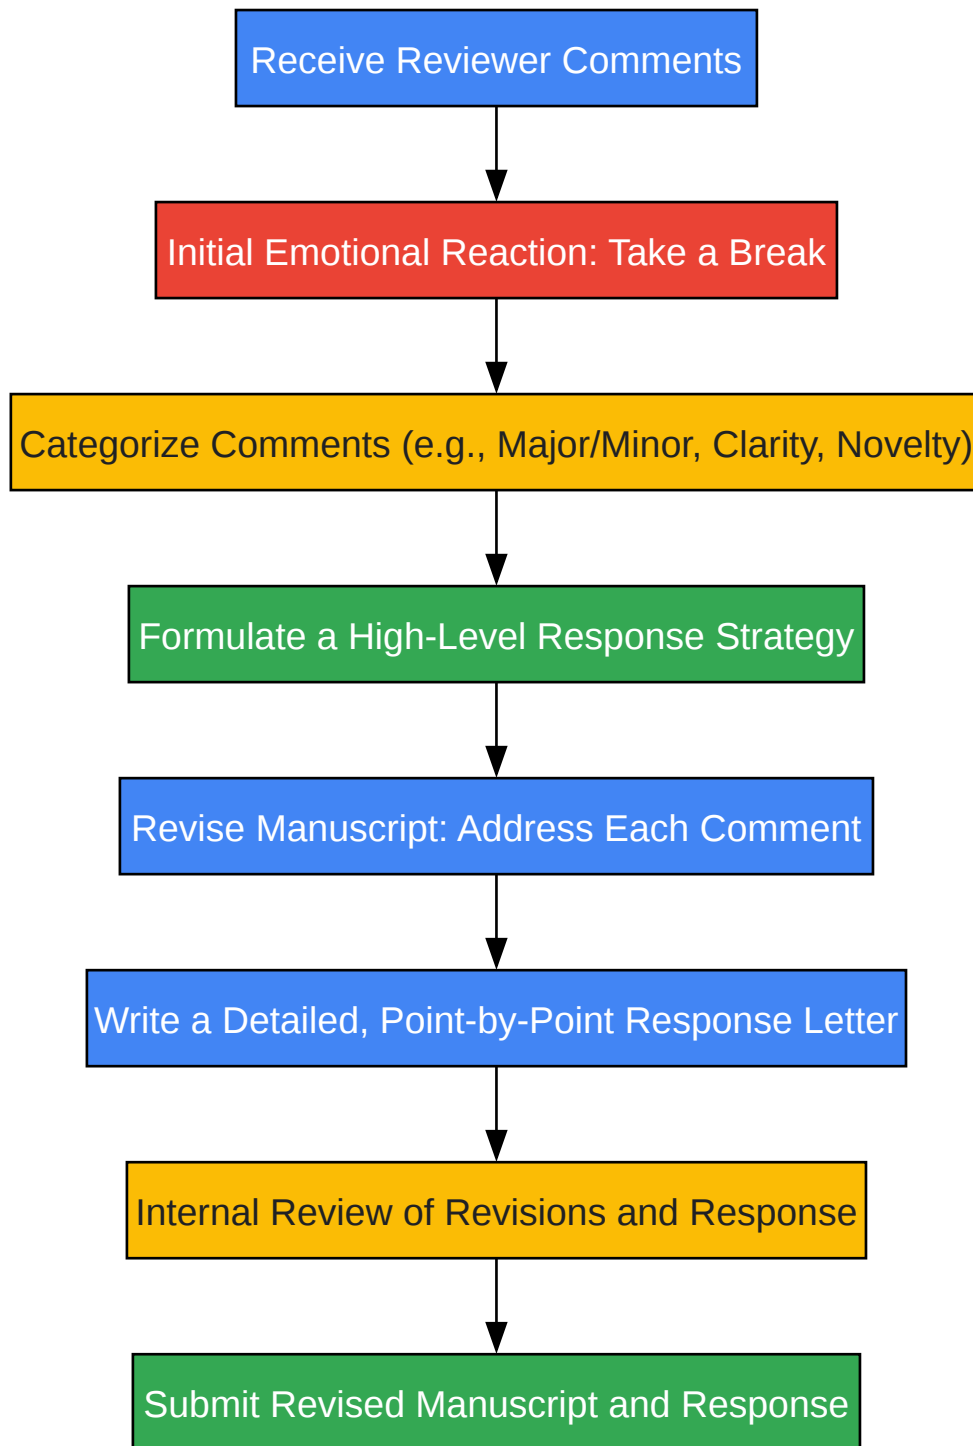 Receive Reviewer Comments
Initial Emotional Reaction: Take a Break
Categorize Comments (e.g., Major/Minor, Clarity, Novelty)
Formulate a High-Level Response Strategy
Revise Manuscript: Address Each Comment
Write a Detailed, Point-by-Point Response Letter
Internal Review of Revisions and Response
Submit Revised Manuscript and Response